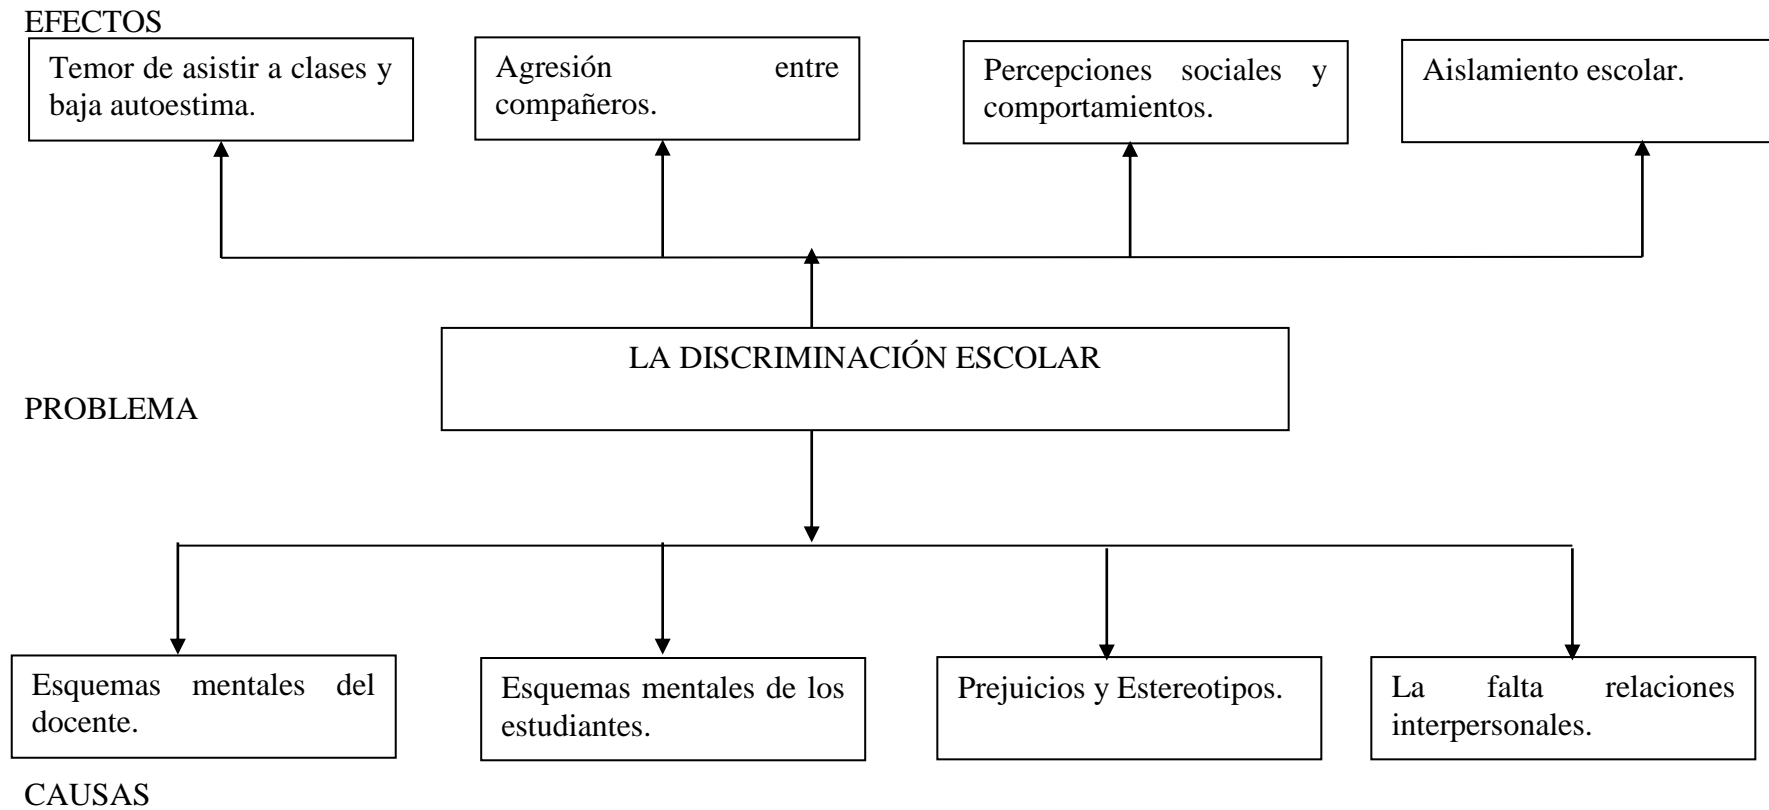 EFECTOS
Temor de asistir a clases y
baja autoestima.
Agresión entre
compañeros.
Percepciones sociales y
comportamientos.
Aislamiento escolar.
LA DISCRIMINACIÓN ESCOLAR
PROBLEMA
Esquemas mentales del
docente.
Esquemas mentales de los
estudiantes.
Prejuicios y Estereotipos.
La falta relaciones
interpersonales.
CAUSAS